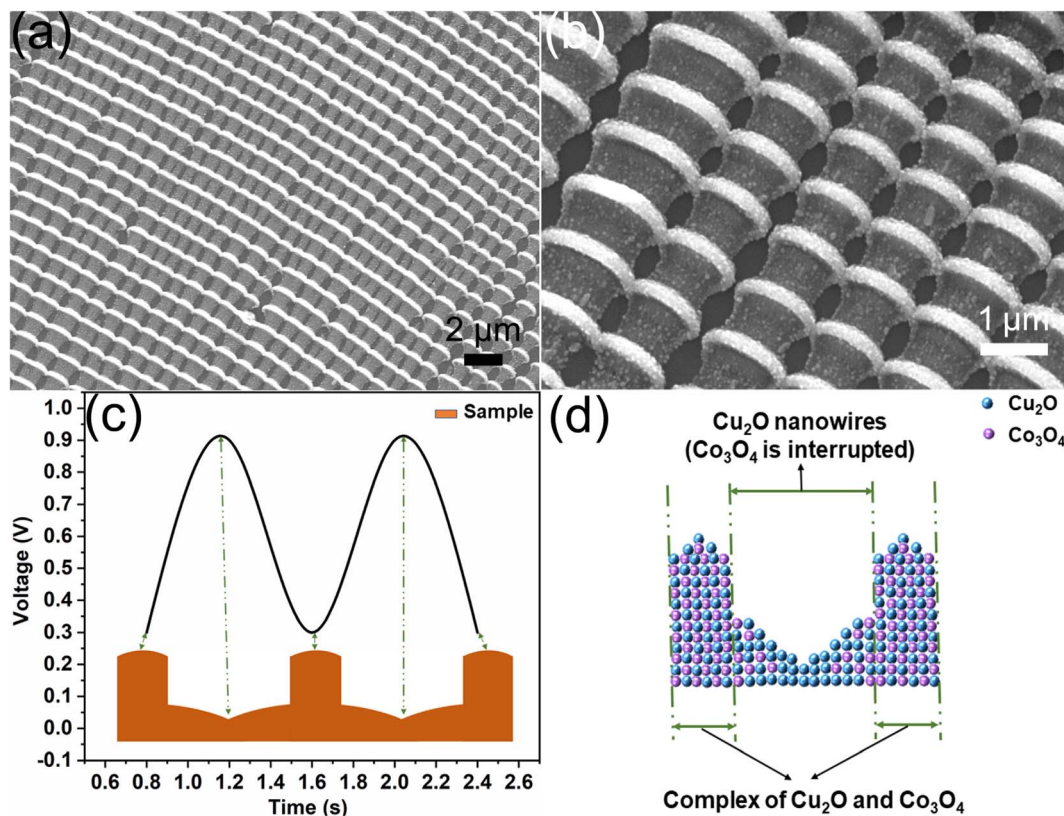 (a)
2 μm
(b)
1 μm
(c)
Sample
1.0
0.9
0.8
0.7
0.6
0.5
0.4
0.3
0.2
0.1
0.0
-0.1
Voltage (V)
0.6 0.8 1.0 1.2 1.4 1.6 1.8 2.0 2.2 2.4 2.6
Time (s)
(d)
Cu₂O
Co₃O₄
Cu₂O nanowires
(Co₃O₄ is interrupted)
Complex of Cu₂O and Co₃O₄